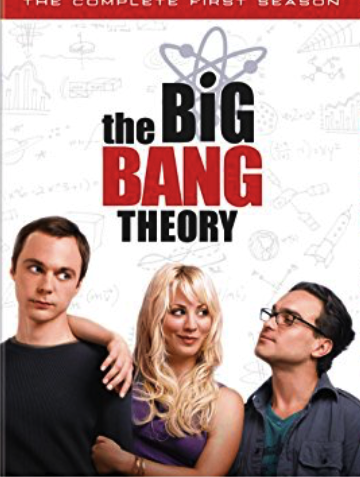 THE COMPLETE FIRST SEASON
the BiG
BANG
THEORY